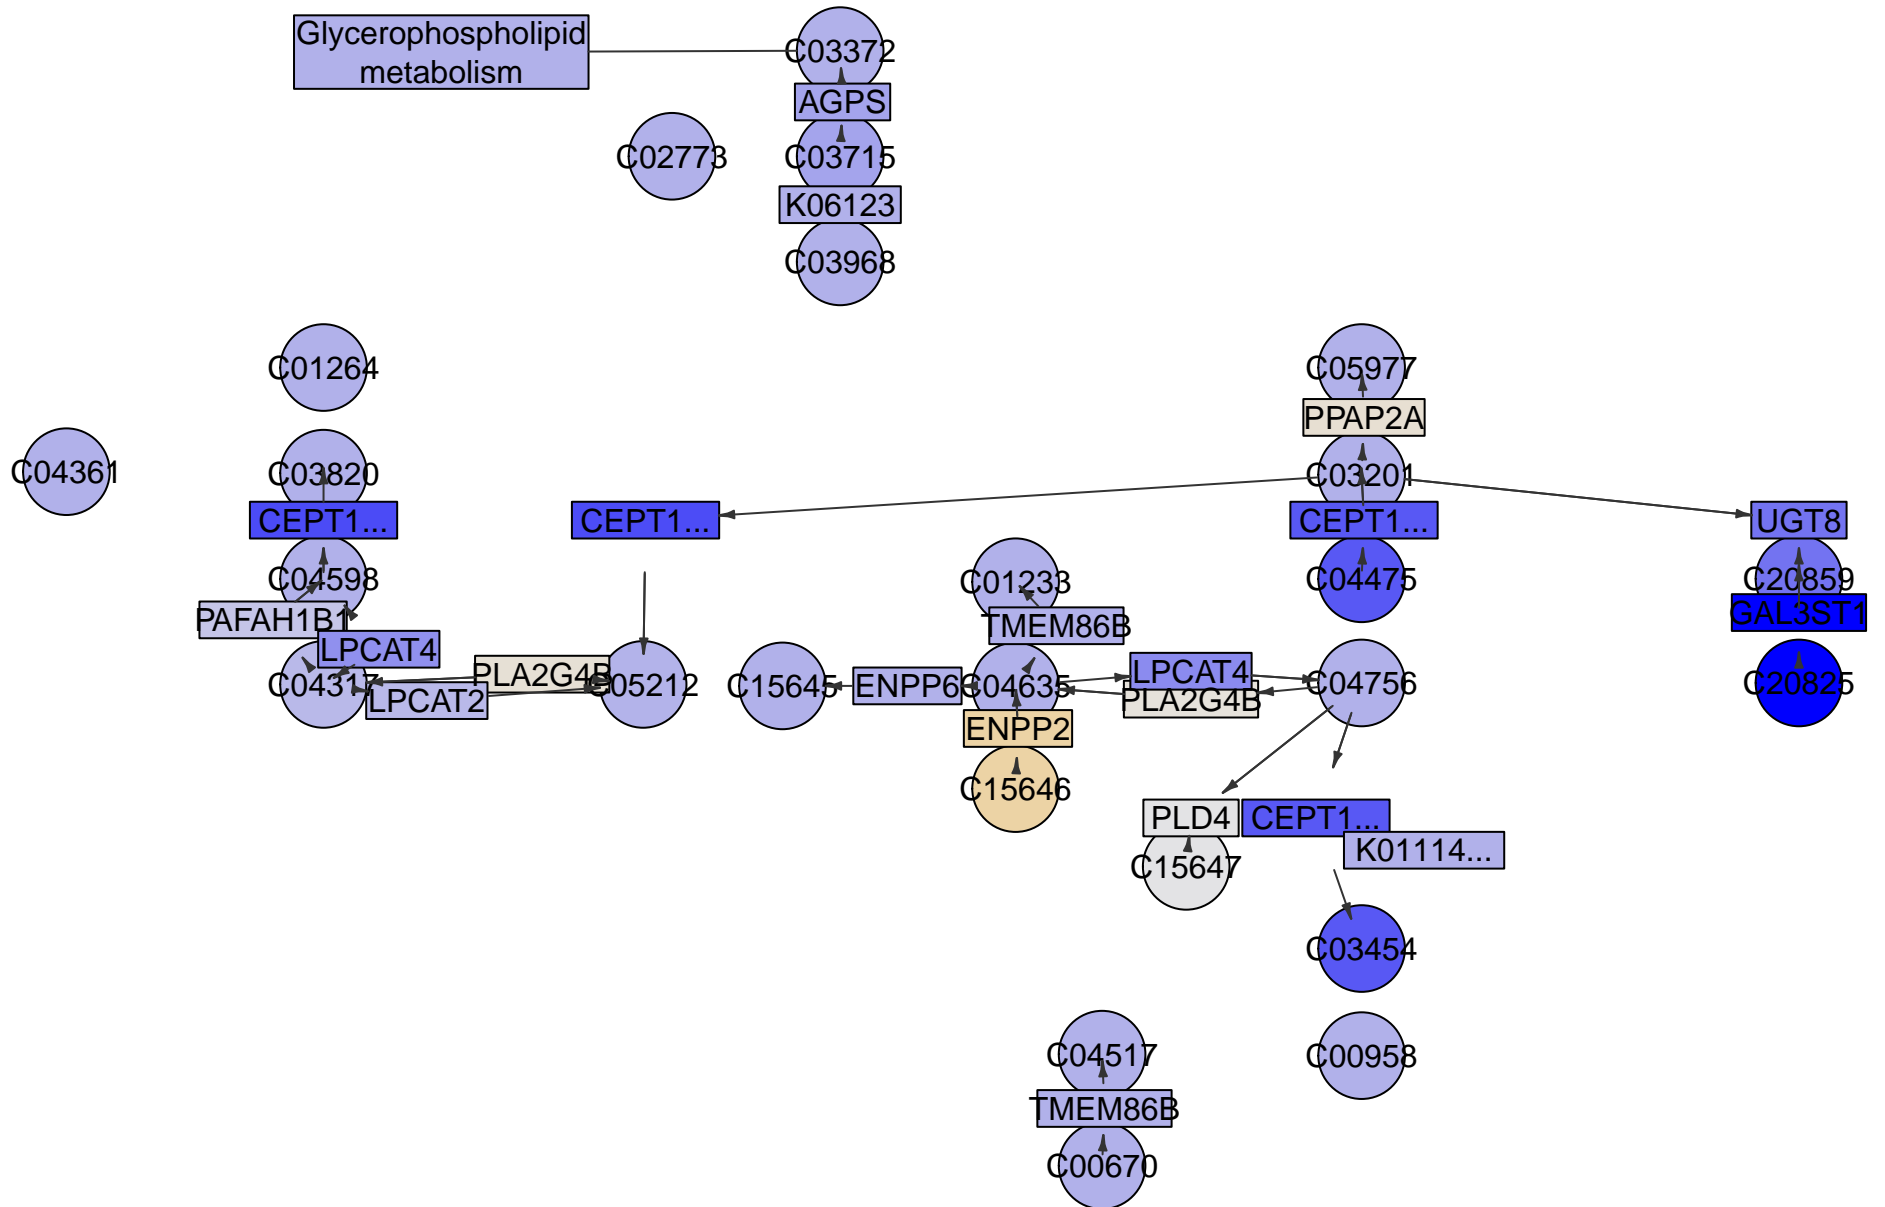 Glycerophospholipid
metabolism
C03372
AGPS
C02773
C03715
K06123
C03968
C01264
C05977
PPAP2A
C04361
C03820
C03201
CEPT1...
CEPT1...
CEPT1...
UGT8
C04598
C01233
C04475
C20859
PAFAH1B1
TMEM86B
GAL3ST1
LPCAT4
PLA2G4B
LPCAT4
C04317
LPCAT2
C05212
C15645
ENPP6
C04635
PLA2G4B
C04756
C20825
ENPP2
C15646
PLD4
CEPT1...
K01114...
C15647
C03454
C04517
C00958
TMEM86B
C00670